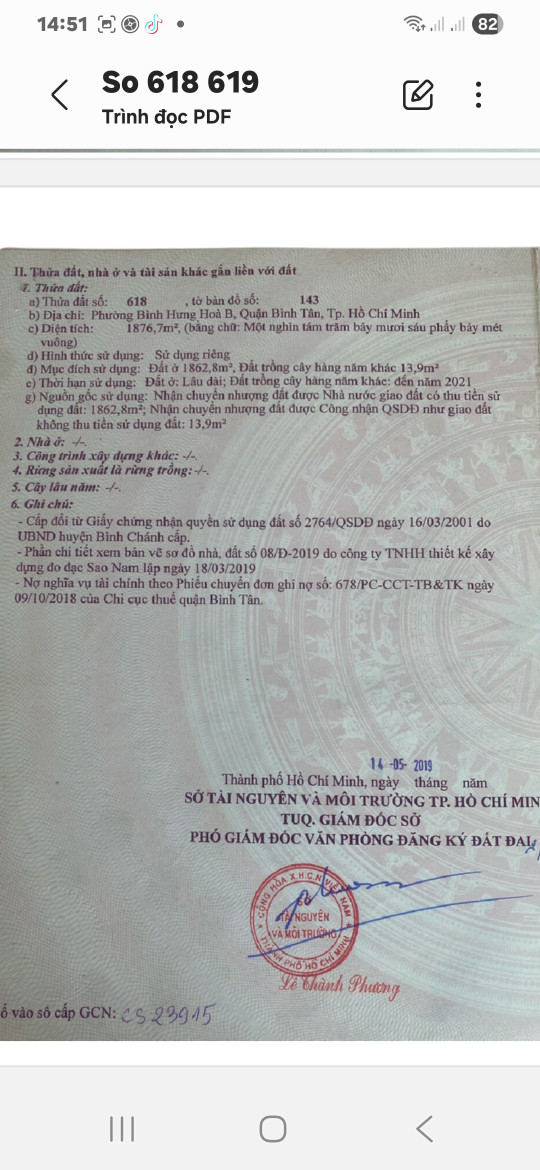 14:51
82
So 618 619
Trình đọc PDF
II. Thửa đất, nhà ở và tài sản khác gắn liền với đất
1. Thửa đất:
a) Thửa đất số: 618 , tờ bản đồ số: 143
b) Địa chỉ: Phường Bình Hưng Hoà B, Quận Bình Tân, Tp. Hồ Chí Minh
c) Diện tích: 1876,7m², (bằng chữ: Một nghìn tám trăm bảy mươi sáu phẩy bảy mét
vuông)
d) Hình thức sử dụng: Sử dụng riêng
đ) Mục đích sử dụng: Đất ở 1862,8m², Đất trồng cây hàng năm khác 13,9m²
e) Thời hạn sử dụng: Đất ở: Lâu dài; Đất trồng cây hàng năm khác: đến năm 2021
g) Nguồn gốc sử dụng: Nhận chuyển nhượng đất được Nhà nước giao đất có thu tiền sử
dụng đất: 1862,8m²; Nhận chuyển nhượng đất được Công nhận QSDĐ như giao đất
không thu tiền sử dụng đất: 13,9m²
2. Nhà ở: -/-.
3. Công trình xây dựng khác: -/-.
4. Rừng sản xuất là rừng trồng: -/-.
5. Cây lâu năm: -/-.
6. Ghi chú:
- Cấp đổi từ Giấy chứng nhận quyền sử dụng đất số 2764/QSDĐ ngày 16/03/2001 do
UBND huyện Bình Chánh cấp.
- Phần chi tiết xem bản vẽ sơ đồ nhà, đất số 08/Đ-2019 do công ty TNHH thiết kế xây
dựng đo đạc Sao Nam lập ngày 18/03/2019
- Nợ nghĩa vụ tài chính theo Phiếu chuyển đơn ghi nợ số: 678/PC-CCT-TB&TK ngày
09/10/2018 của Chi cục thuế quận Bình Tân.
14 -05- 2019
Thành phố Hồ Chí Minh, ngày tháng năm
SỞ TÀI NGUYÊN VÀ MÔI TRƯỜNG TP. HỒ CHÍ MIN
TUQ. GIÁM ĐỐC SỞ
PHÓ GIÁM ĐỐC VĂN PHÒNG ĐĂNG KÝ ĐẤT ĐAI
CỘNG HÒA X.H.C.N VIỆT NAM
SỞ
TÀI NGUYÊN
VÀ MÔI TRƯỜNG
THÀNH PHỐ HỒ CHÍ MINH
Lê Thành Phương
ổ vào sổ cấp GCN: CS 23915